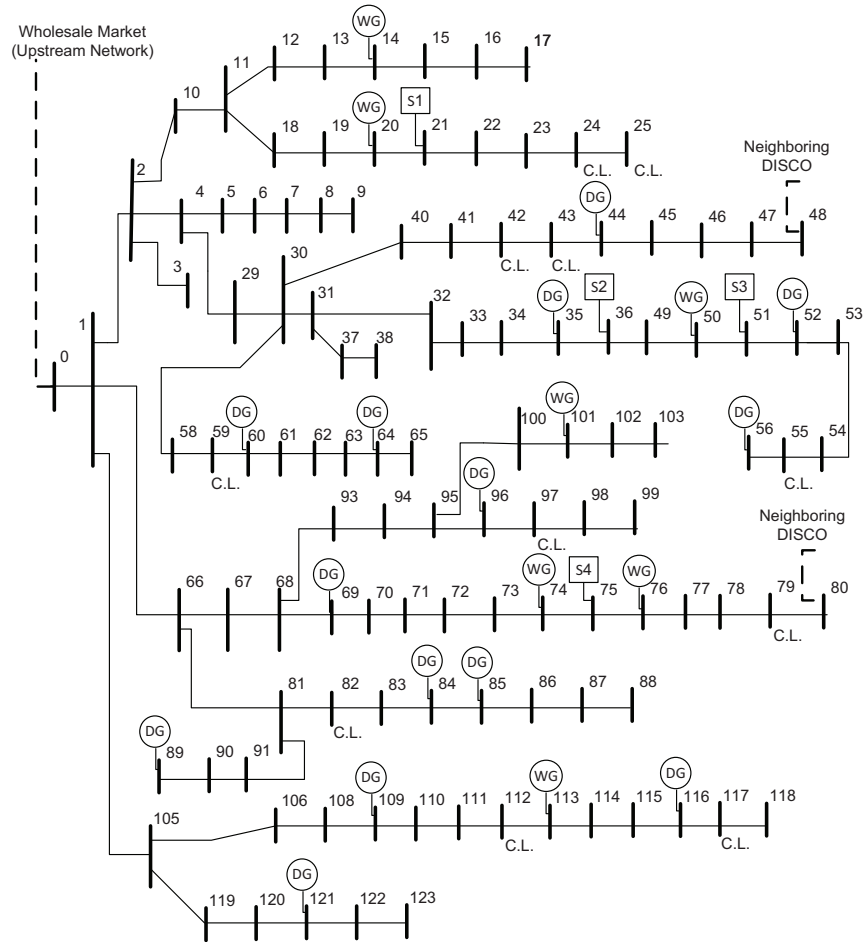 Wholesale Market
(Upstream Network)
WG
12 13 14 15 16 17
11
10
WG S1
18 19 20 21 22 23 24 25
C.L. C.L.
Neighboring
DISCO
2
4 5 6 7 8 9
DG
40 41 42 43 44 45 46 47 48
C.L. C.L.
3
29 30 31 32
DG S2 WG S3 DG
33 34 35 36 49 50 51 52 53
37 38
1
0
DG DG
58 59 60 61 62 63 64 65
C.L.
WG
100 101 102 103
DG
56 55 54
C.L.
DG
93 94 95 96 97 98 99
C.L.
Neighboring
DISCO
DG WG S4 WG
66 67 68 69 70 71 72 73 74 75 76 77 78 79 80
C.L.
DG DG
81 82 83 84 85 86 87 88
C.L.
DG
89 90 91
DG WG DG
105 106 108 109 110 111 112 113 114 115 116 117 118
C.L. C.L.
DG
119 120 121 122 123